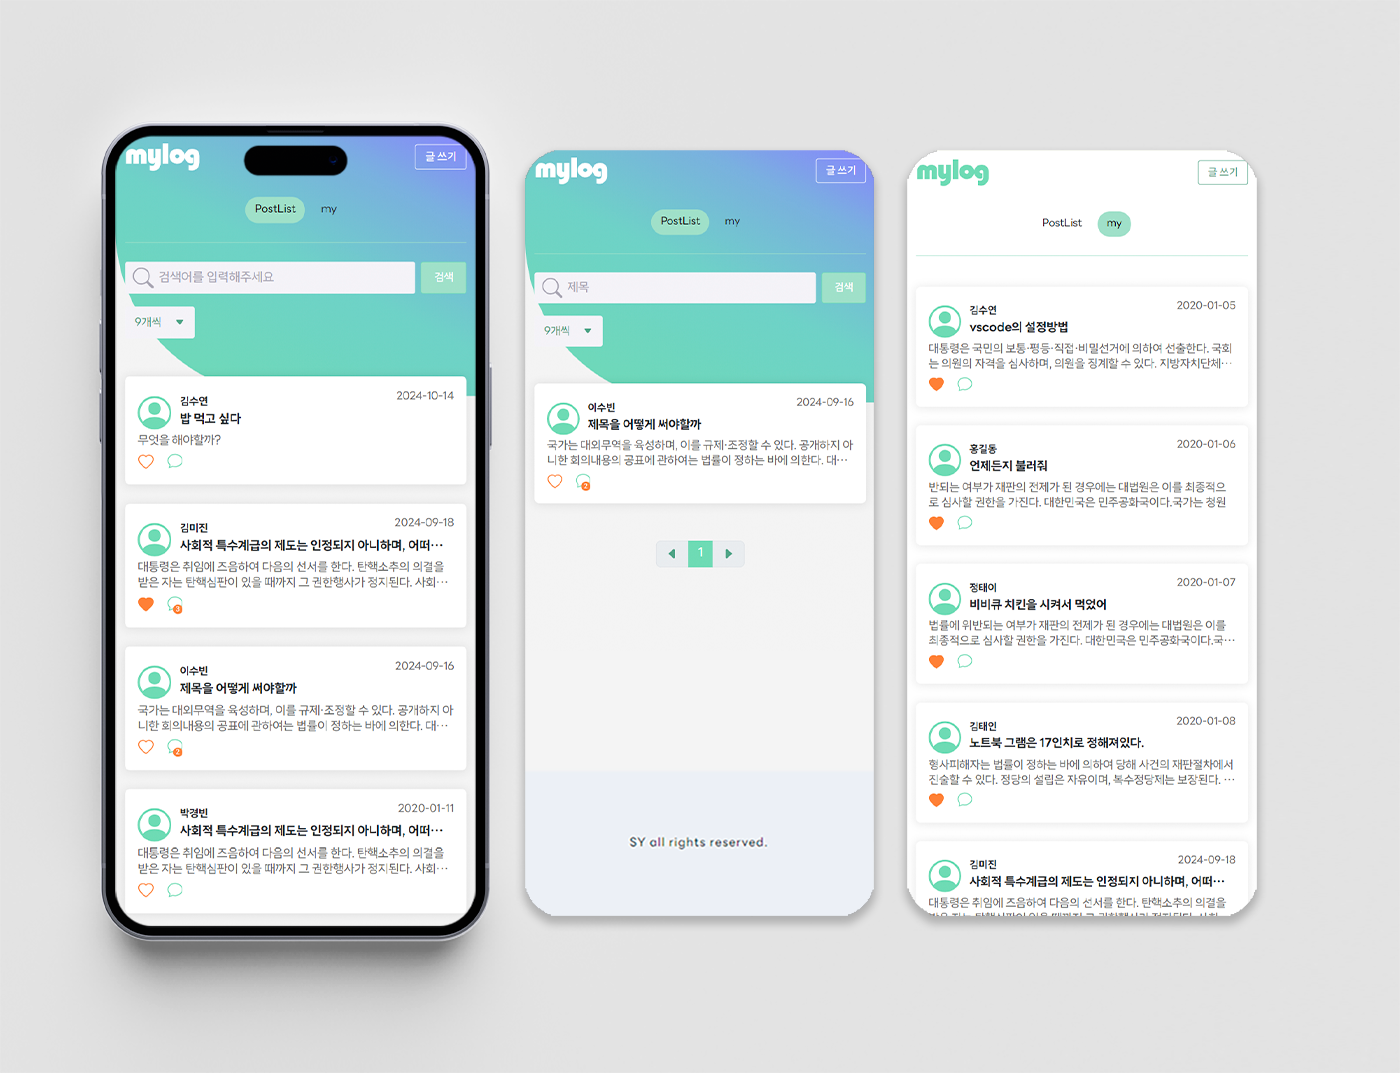 mylog
글 쓰기
PostList
my
검색어를 입력해주세요
검색
9개씩
김수연
2024-10-14
밥 먹고 싶다
무엇을 해야할까?
김미진
2024-09-18
사회적 특수계급의 제도는 인정되지 아니하며, 어떠…
대통령은 취임에 즈음하여 다음의 선서를 한다. 탄핵소추의 의결을
받은 자는 탄핵심판이 있을 때까지 그 권한행사가 정지된다. 사회…
3
이수빈
2024-09-16
제목을 어떻게 써야할까
국가는 대외무역을 육성하며, 이를 규제·조정할 수 있다. 공개하지 아
니한 회의내용의 공표에 관하여는 법률이 정하는 바에 의한다. 대…
2
박경빈
2020-01-11
사회적 특수계급의 제도는 인정되지 아니하며, 어떠…
대통령은 취임에 즈음하여 다음의 선서를 한다. 탄핵소추의 의결을
받은 자는 탄핵심판이 있을 때까지 그 권한행사가 정지된다. 사회…
mylog
글 쓰기
PostList
my
제목
검색
9개씩
이수빈
2024-09-16
제목을 어떻게 써야할까
국가는 대외무역을 육성하며, 이를 규제·조정할 수 있다. 공개하지 아
니한 회의내용의 공표에 관하여는 법률이 정하는 바에 의한다. 대…
2
1
SY all rights reserved.
mylog
글 쓰기
PostList
my
김수연
2020-01-05
vscode의 설정방법
대통령은 국민의 보통·평등·직접·비밀선거에 의하여 선출한다. 국회
는 의원의 자격을 심사하며, 의원을 징계할 수 있다. 지방자치단체…
홍길동
2020-01-06
언제든지 불러줘
반되는 여부가 재판의 전제가 된 경우에는 대법원은 이를 최종적으
로 심사할 권한을 가진다. 대한민국은 민주공화국이다.국가는 청원
정태이
2020-01-07
비비큐 치킨을 시켜서 먹었어
법률에 위반되는 여부가 재판의 전제가 된 경우에는 대법원은 이를
최종적으로 심사할 권한을 가진다. 대한민국은 민주공화국이다.국…
김태인
2020-01-08
노트북 그램은 17인치로 정해져있다.
형사피해자는 법률이 정하는 바에 의하여 당해 사건의 재판절차에서
진술할 수 있다. 정당의 설립은 자유이며, 복수정당제는 보장된다. …
김미진
2024-09-18
사회적 특수계급의 제도는 인정되지 아니하며, 어떠…
대통령은 취임에 즈음하여 다음의 선서를 한다. 탄핵소추의 의결을